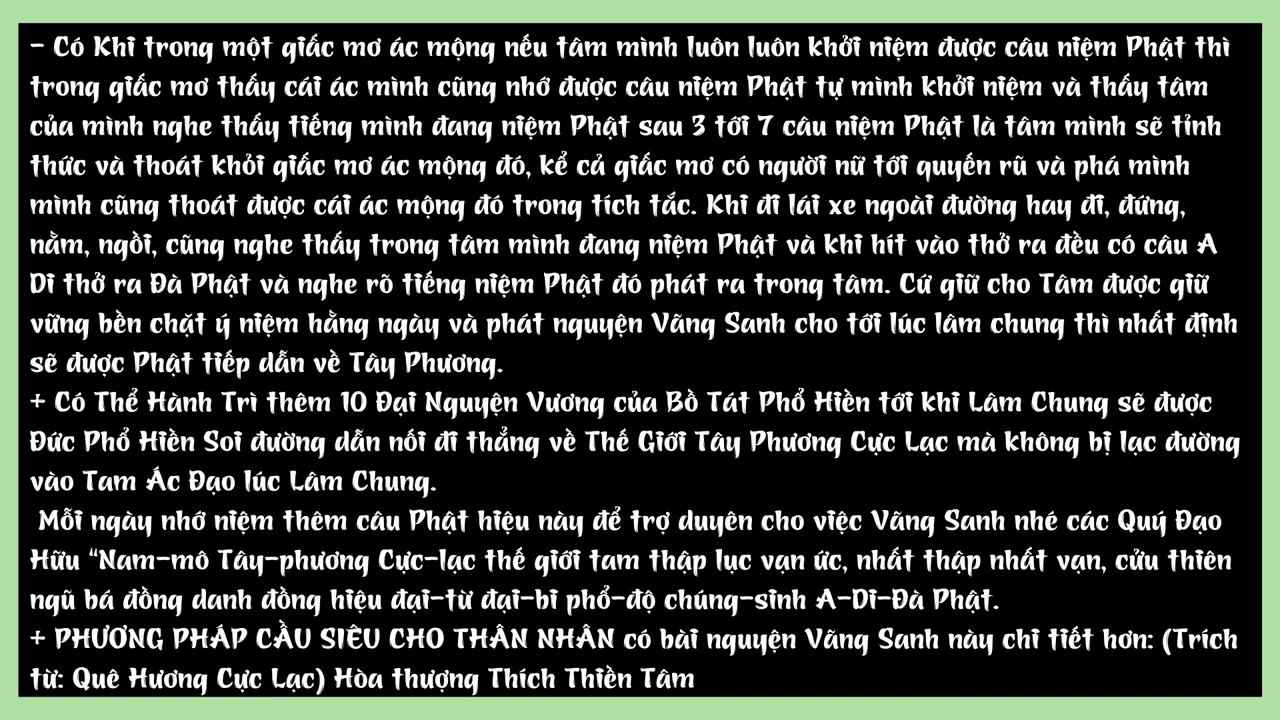 - Có Khi trong một giấc mơ ác mộng nếu tâm mình luôn luôn khởi niệm được câu niệm Phật thì
trong giấc mơ thấy cái ác mình cũng nhớ được câu niệm Phật tự mình khởi niệm và thấy tâm
của mình nghe thấy tiếng mình đang niệm Phật sau 3 tới 7 câu niệm Phật là tâm mình sẽ tỉnh
thức và thoát khỏi giấc mơ ác mộng đó, kể cả giấc mơ có người nữ tới quyến rũ và phá mình
mình cũng thoát được cái ác mộng đó trong tích tắc. Khi đi lái xe ngoài đường hay đi, đứng,
nằm, ngồi, cũng nghe thấy trong tâm mình đang niệm Phật và khi hít vào thở ra đều có câu A
Di thở ra Đà Phật và nghe rõ tiếng niệm Phật đó phát ra trong tâm. Cứ giữ cho Tâm được giữ
vững bền chặt ý niệm hằng ngày và phát nguyện Vãng Sanh cho tới lúc lâm chung thì nhất định
sẽ được Phật tiếp dẫn về Tây Phương.
+ Có Thể Hành Trì thêm 10 Đại Nguyện Vương của Bồ Tát Phổ Hiền tới khi Lâm Chung sẽ được
Đức Phổ Hiền Soi đường dẫn nối đi thẳng về Thế Giới Tây Phương Cực Lạc mà không bị lạc đường
vào Tam Ác Đạo lúc Lâm Chung.
Mỗi ngày nhớ niệm thêm câu Phật hiệu này để trợ duyên cho việc Vãng Sanh nhé các Quý Đạo
Hữu "Nam-mô Tây-phương Cực-lạc thế giới tam thập lục vạn ức, nhất thập nhất vạn, cửu thiên
ngũ bá đồng danh đồng hiệu đại-từ đại-bi phổ-độ chúng-sinh A-Di-Đà Phật.
+ PHƯƠNG PHÁP CẦU SIÊU CHO THÂN NHÂN có bài nguyện Vãng Sanh này chi tiết hơn: (Trích
từ: Quê Hương Cực Lạc) Hòa thượng Thích Thiền Tâm